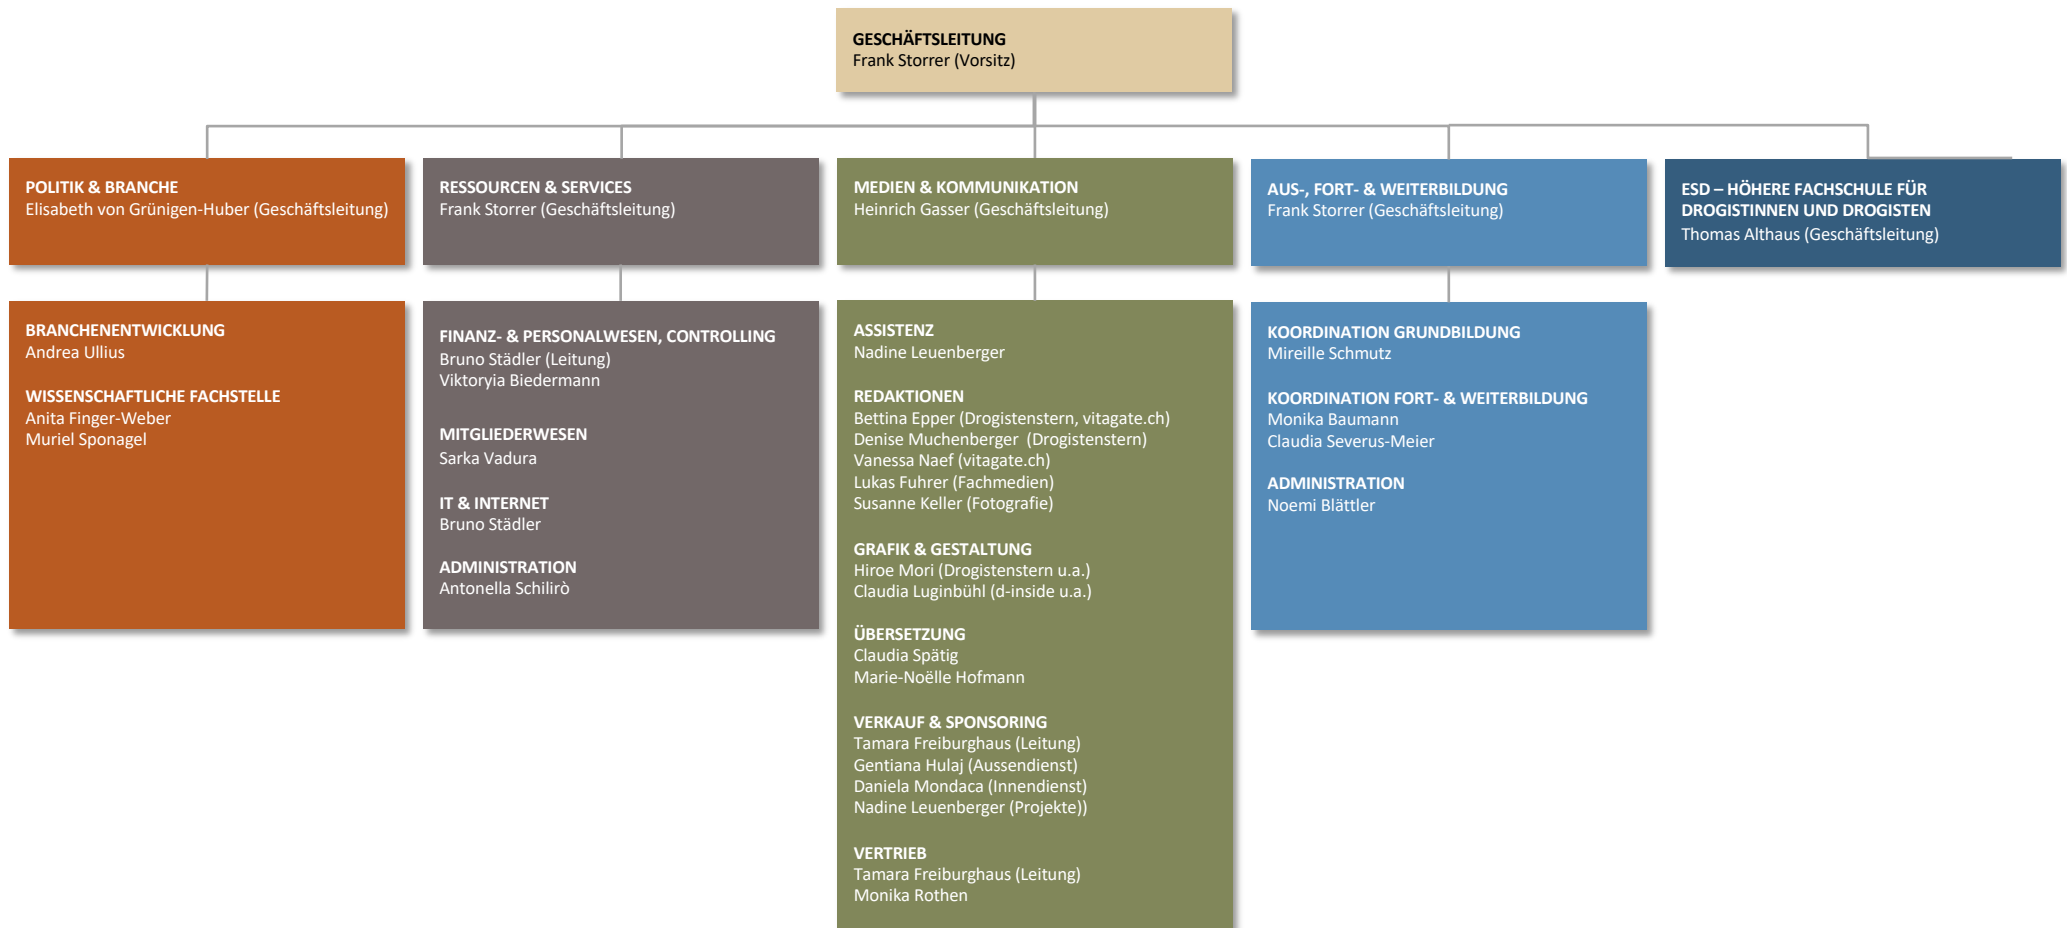 GESCHÄFTSLEITUNG
Frank Storrer (Vorsitz)
POLITIK & BRANCHE
Elisabeth von Grünigen-Huber (Geschäftsleitung)
RESSOURCEN & SERVICES
Frank Storrer (Geschäftsleitung)
MEDIEN & KOMMUNIKATION
Heinrich Gasser (Geschäftsleitung)
AUS-, FORT- & WEITERBILDUNG
Frank Storrer (Geschäftsleitung)
ESD – HÖHERE FACHSCHULE FÜR
DROGISTINNEN UND DROGISTEN
Thomas Althaus (Geschäftsleitung)
BRANCHENENTWICKLUNG
Andrea Ullius
WISSENSCHAFTLICHE FACHSTELLE
Anita Finger-Weber
Muriel Sponagel
FINANZ- & PERSONALWESEN, CONTROLLING
Bruno Städler (Leitung)
Viktoryia Biedermann
MITGLIEDERWESEN
Sarka Vadura
IT & INTERNET
Bruno Städler
ADMINISTRATION
Antonella Schilirò
ASSISTENZ
Nadine Leuenberger
REDAKTIONEN
Bettina Epper (Drogistenstern, vitagate.ch)
Denise Muchenberger  (Drogistenstern)
Vanessa Naef (vitagate.ch)
Lukas Fuhrer (Fachmedien)
Susanne Keller (Fotografie)
GRAFIK & GESTALTUNG
Hiroe Mori (Drogistenstern u.a.)
Claudia Luginbühl (d-inside u.a.)
ÜBERSETZUNG
Claudia Spätig
Marie-Noëlle Hofmann
VERKAUF & SPONSORING
Tamara Freiburghaus (Leitung)
Gentiana Hulaj (Aussendienst)
Daniela Mondaca (Innendienst)
Nadine Leuenberger (Projekte))
VERTRIEB
Tamara Freiburghaus (Leitung)
Monika Rothen
KOORDINATION GRUNDBILDUNG
Mireille Schmutz
KOORDINATION FORT- & WEITERBILDUNG
Monika Baumann
Claudia Severus-Meier
ADMINISTRATION
Noemi Blättler